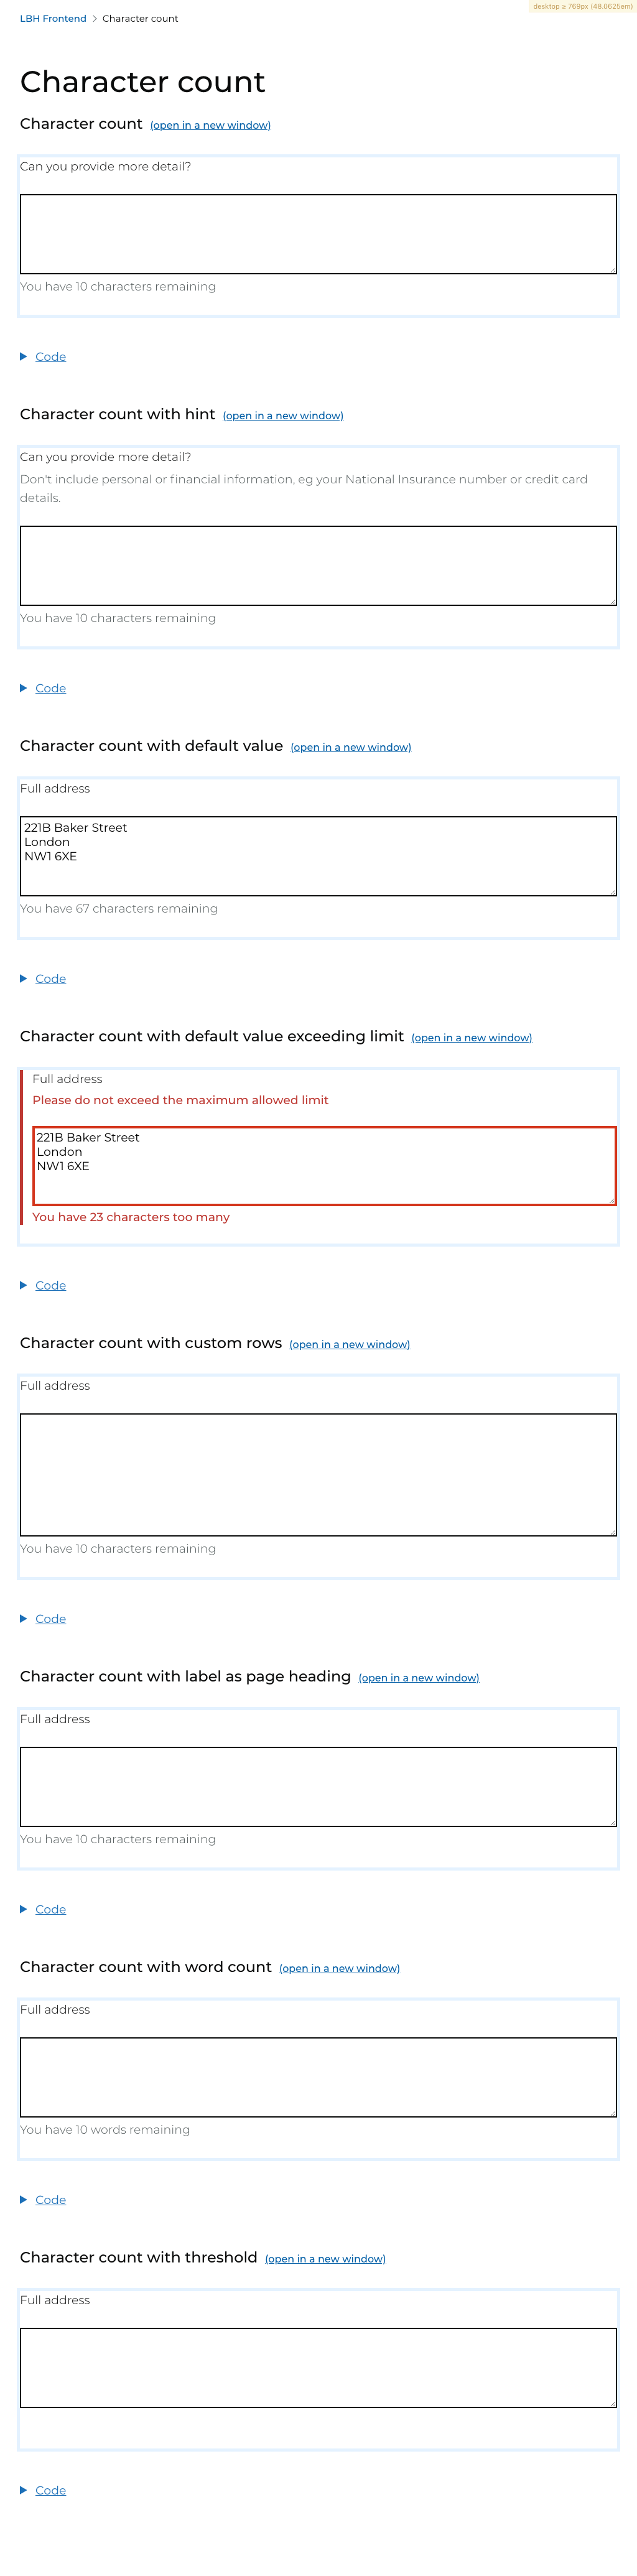 desktop ≥ 769px (48.0625em)
LBH Frontend > Character count
Character count
Character count (open in a new window)
Can you provide more detail?
You have 10 characters remaining
Code
Character count with hint (open in a new window)
Can you provide more detail?
Don't include personal or financial information, eg your National Insurance number or credit card
details.
You have 10 characters remaining
Code
Character count with default value (open in a new window)
Full address
221B Baker Street
London
NW1 6XE
You have 67 characters remaining
Code
Character count with default value exceeding limit (open in a new window)
Full address
Please do not exceed the maximum allowed limit
221B Baker Street
London
NW1 6XE
You have 23 characters too many
Code
Character count with custom rows (open in a new window)
Full address
You have 10 characters remaining
Code
Character count with label as page heading (open in a new window)
Full address
You have 10 characters remaining
Code
Character count with word count (open in a new window)
Full address
You have 10 words remaining
Code
Character count with threshold (open in a new window)
Full address
Code